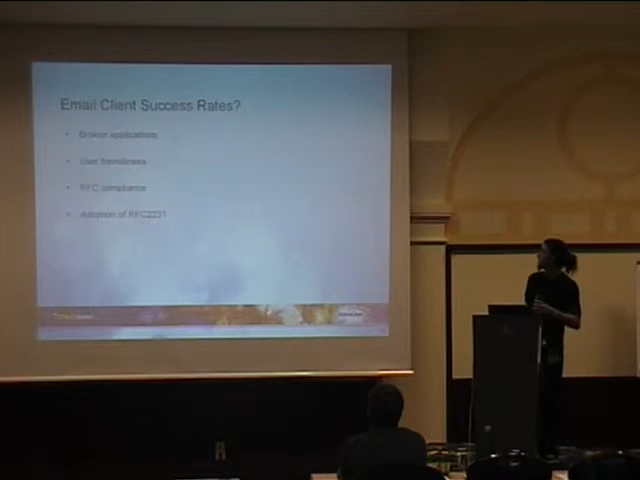 Email Client Success Rates?
• Broken applications
• User friendliness
• RFC compliance
• Adoption of RFC2231